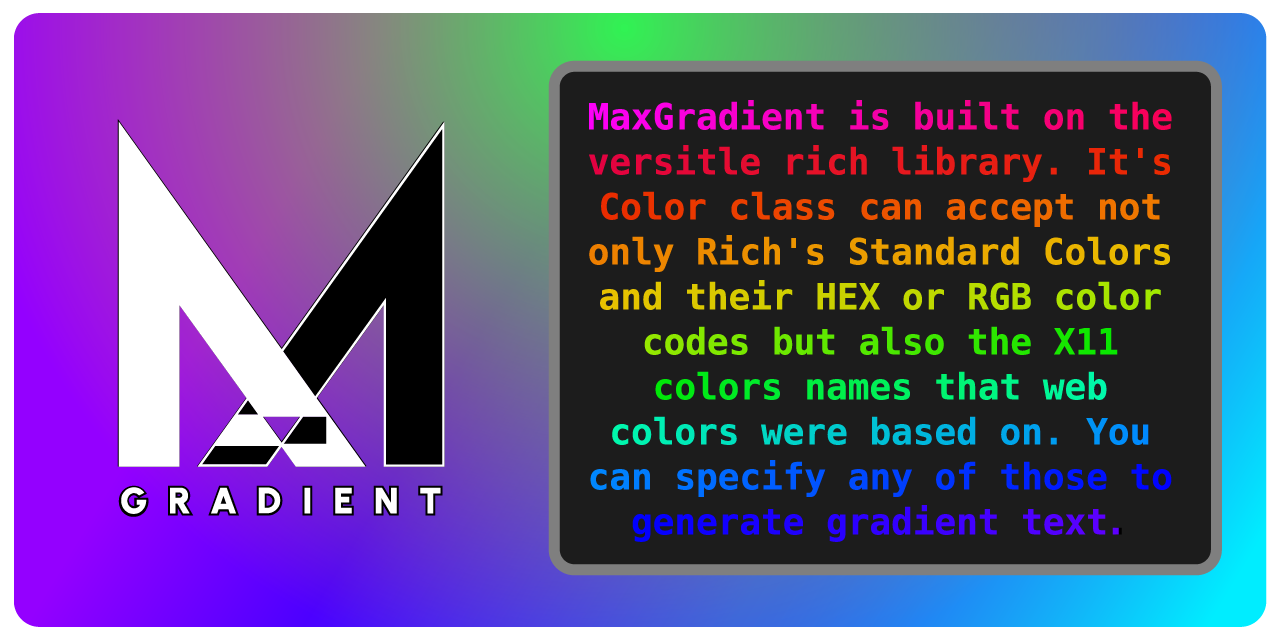 GRADIENT
MaxGradient is built on the
versitle rich library. It's
Color class can accept not
only Rich's Standard Colors
and their HEX or RGB color
codes but also the X11
colors names that web
colors were based on. You
can specify any of those to
generate gradient text.